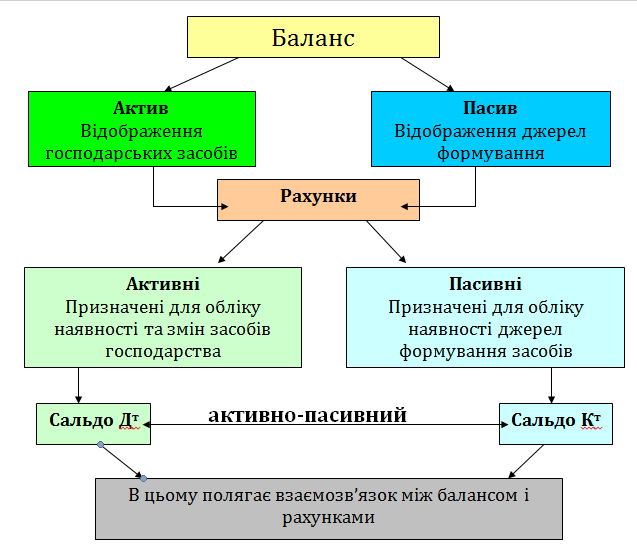 Баланс
Актив
Відображення
господарських засобів
Пасив
Відображення джерел
формування
Рахунки
Активні
Призначені для обліку
наявності та змін засобів
господарства
Пасивні
Призначені для обліку
наявності джерел
формування засобів
Сальдо Дт
активно-пасивний
Сальдо Кт
В цьому полягає взаємозв’язок між балансом і
рахунками